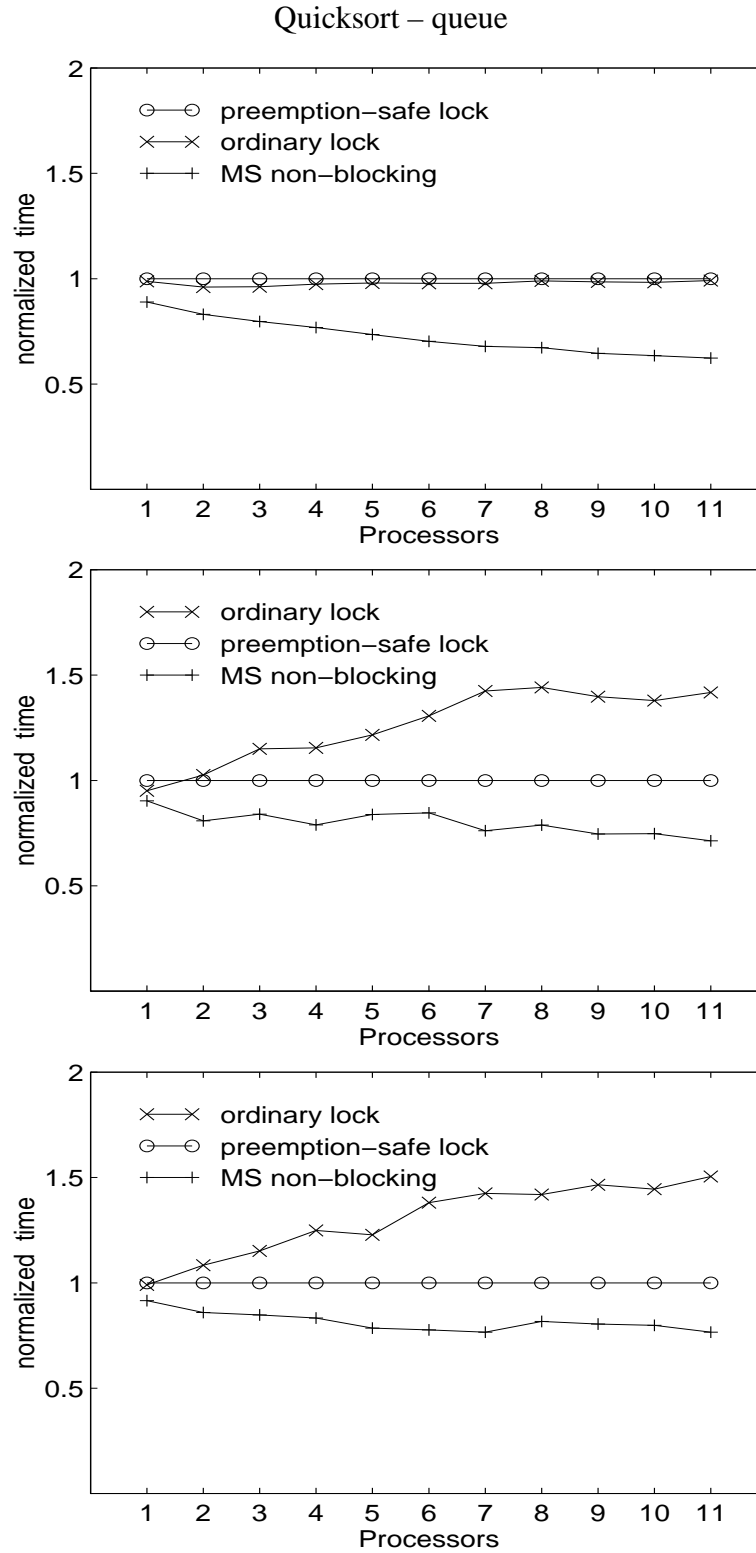 Quicksort – queue
2
preemption−safe lock
ordinary lock
MS non−blocking
1.5
1
0.5
normalized time
1 2 3 4 5 6 7 8 9 10 11
Processors
2
ordinary lock
preemption−safe lock
MS non−blocking
1.5
1
0.5
normalized time
1 2 3 4 5 6 7 8 9 10 11
Processors
2
ordinary lock
preemption−safe lock
MS non−blocking
1.5
1
0.5
normalized time
1 2 3 4 5 6 7 8 9 10 11
Processors